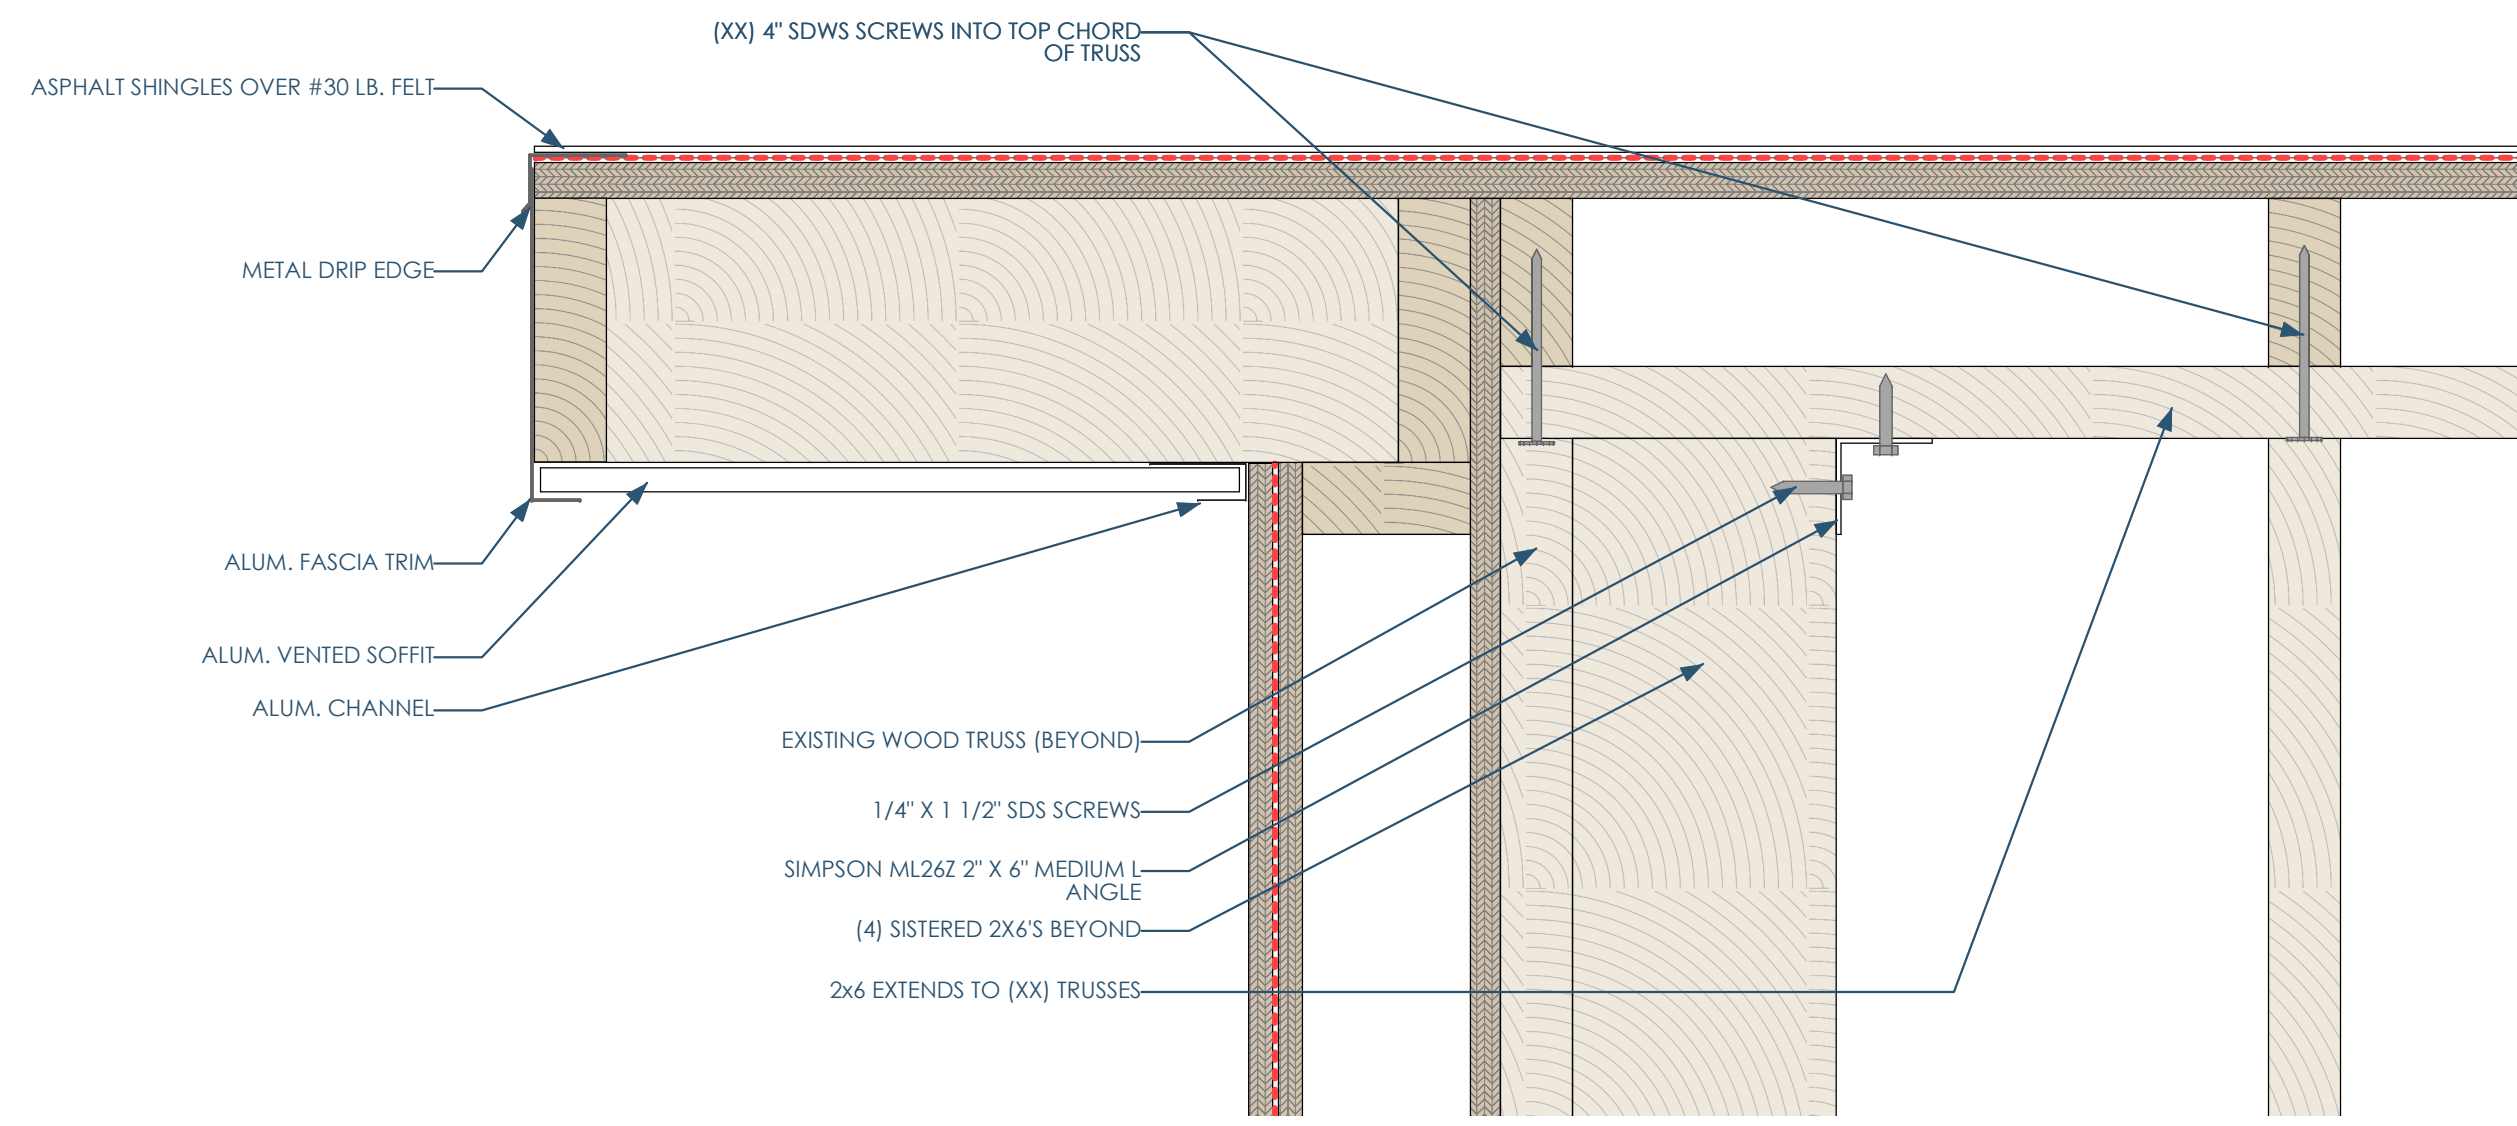 (XX) 4" SDWS SCREWS INTO TOP CHORD
OF TRUSS
ASPHALT SHINGLES OVER #30 LB. FELT
METAL DRIP EDGE
ALUM. FASCIA TRIM
ALUM. VENTED SOFFIT
ALUM. CHANNEL
EXISTING WOOD TRUSS (BEYOND)
1/4" X 1 1/2" SDS SCREWS
SIMPSON ML26Z 2" X 6" MEDIUM L
ANGLE
(4) SISTERED 2X6'S BEYOND
2x6 EXTENDS TO (XX) TRUSSES